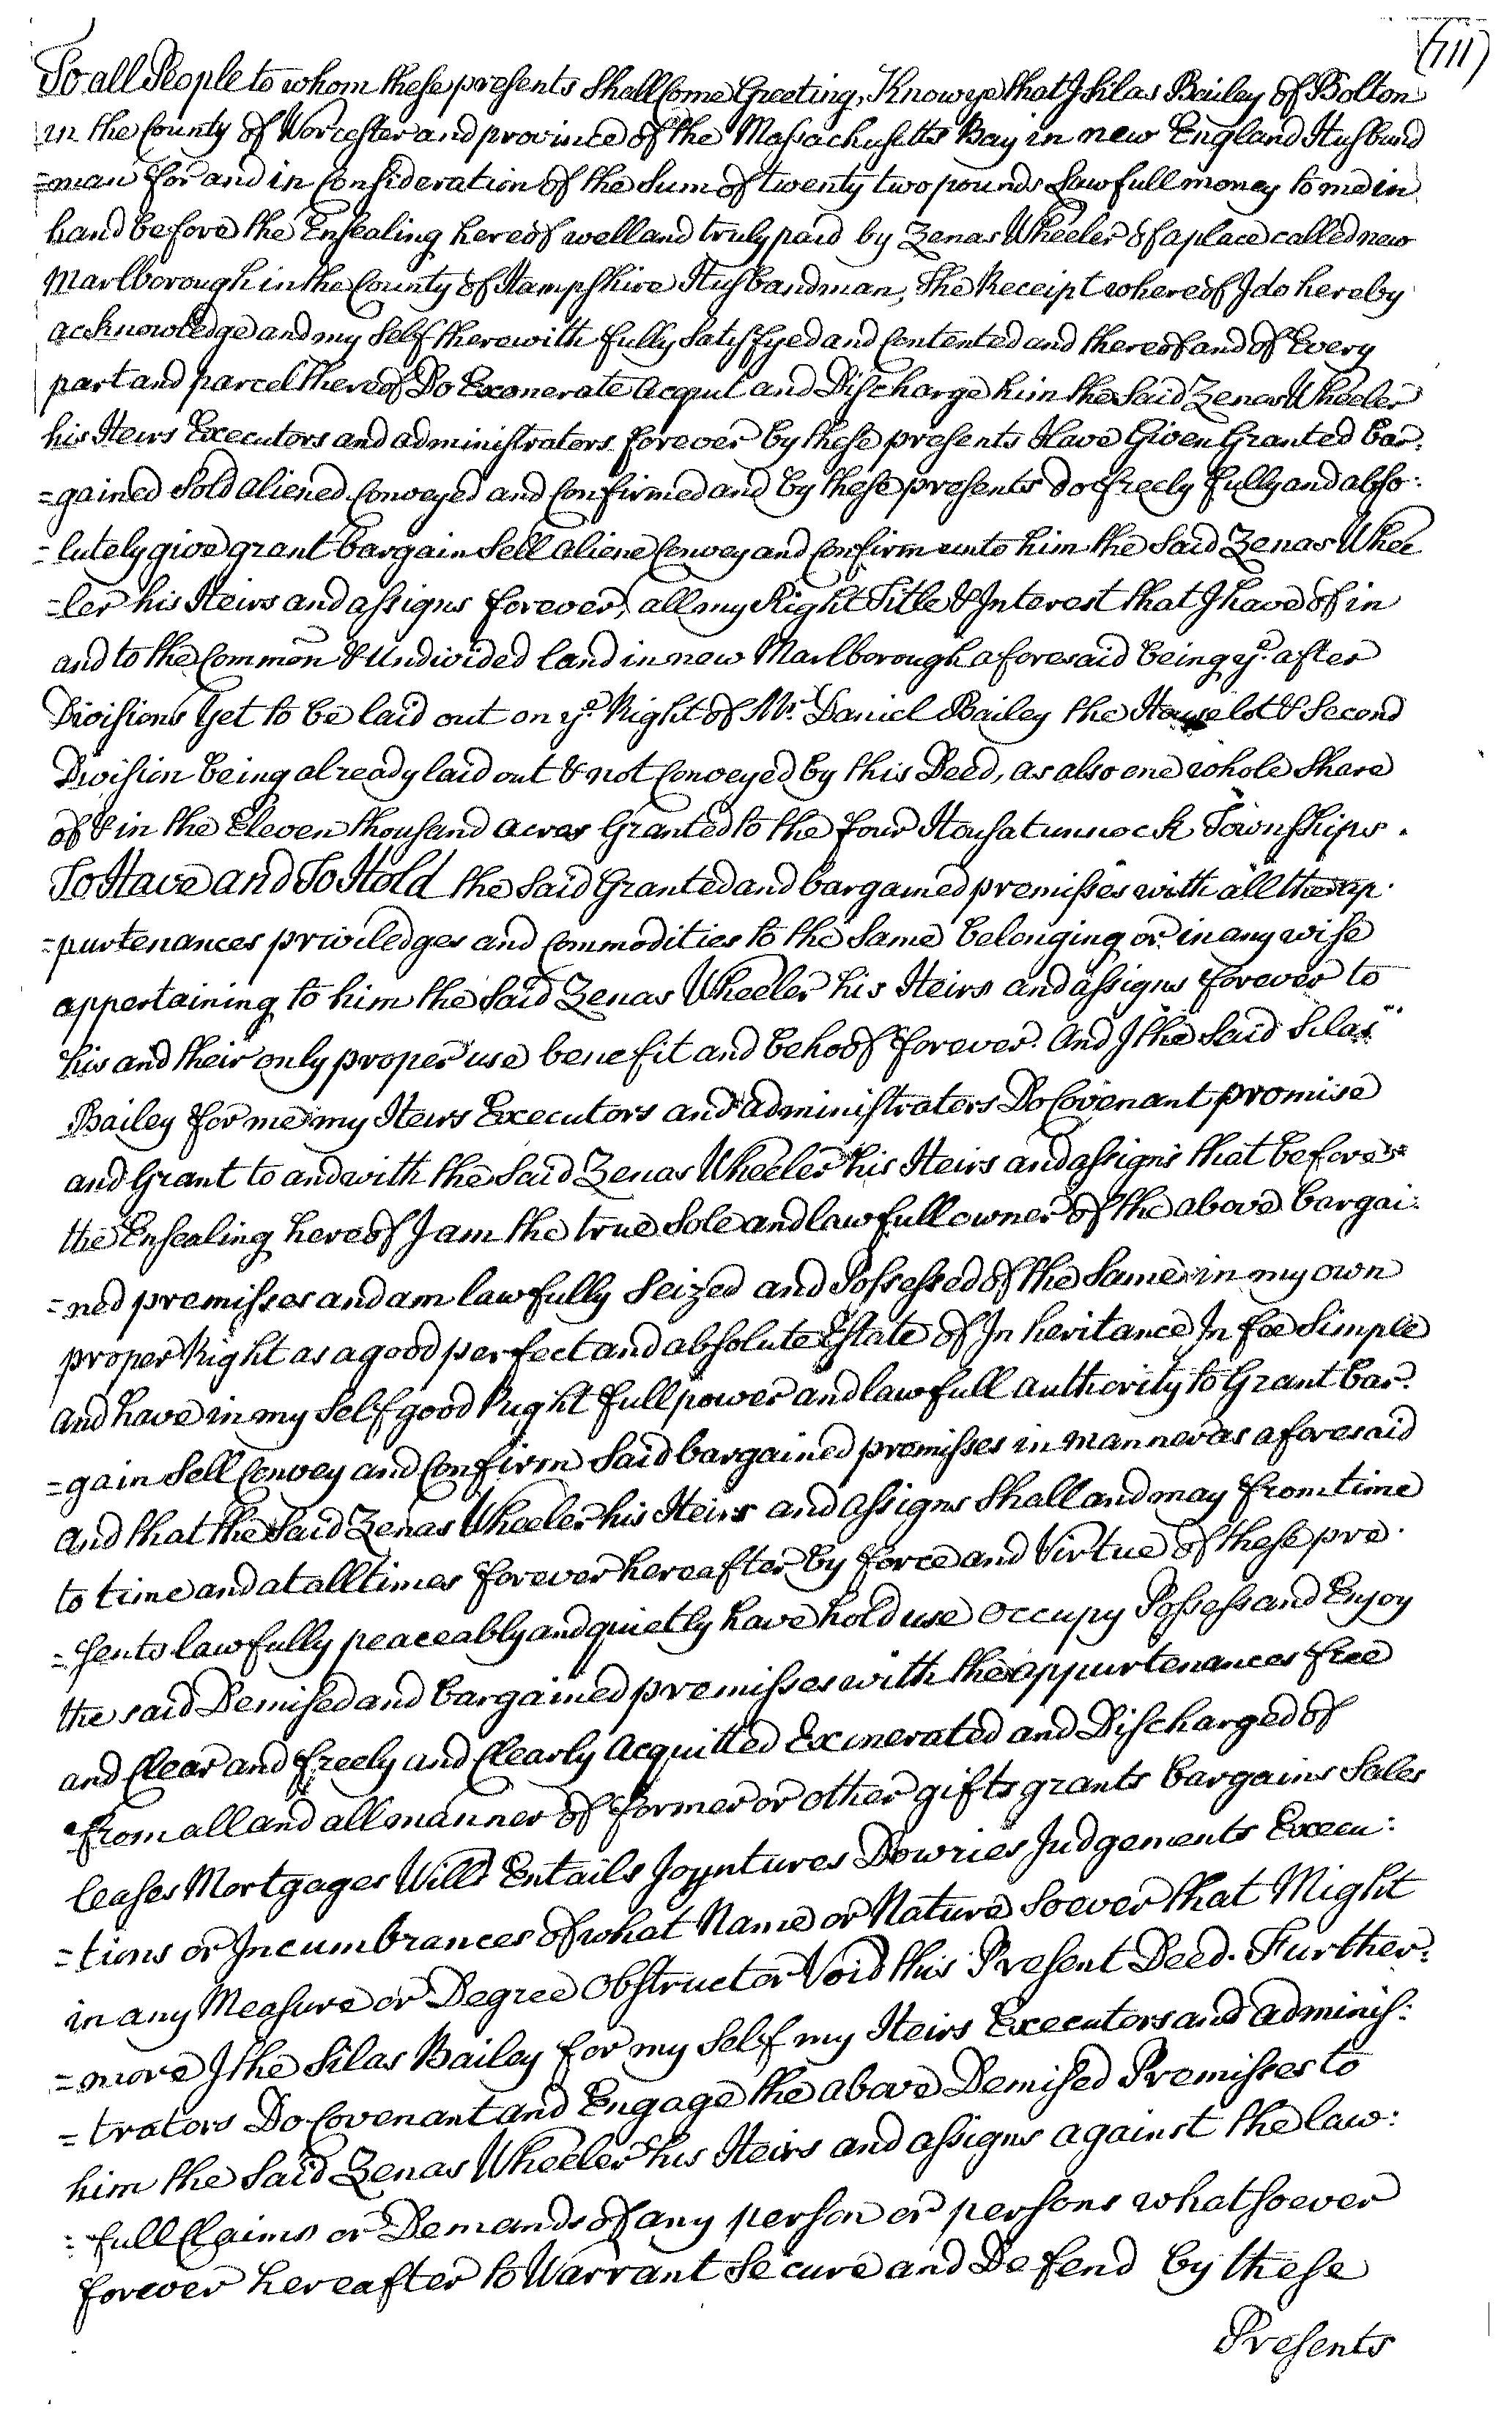 (711)
To all People to whom these presents shall Come Greeting, Know ye that I Silas Bailey of Bolton
in the County of Worcester and province of the Massachusetts Bay in new England Husband
=man for and in Consideration of the Sum of twenty two pounds Lawfull money to me in
hand before the Ensealing hereof well and truly paid by Zenas Wheeler of a place called new
Marlborough in the County of Hampshire Husbandman, The Receipt whereof I do hereby
acknowledge and my Self therewith fully Satisfyed and Contented and thereof and of Every
part and parcel thereof Do Exonerate Acquit and Discharge him the Said Zenas Wheeler
his Heirs Executors and administrators forever by these presents Have Given Granted bar:
=gained Sold aliened Conveyed and Confirmed and by these presents do freely fully and abso:
=lutely give grant bargain Sell aliene Convey and Confirm unto him the Said Zenas Whee
=ler his Heirs and assigns forever, all my Right Title & Interest that I have of in
and to the Common & Undivided land in new Marlborough aforesaid being ye after
Divisions Yet to be laid out on ye Right of Mr. Daniel Bailey the House lot & Second
Division being already laid out & not Conveyed by this Deed, as also one whole Share
of & in the Eleven thousand acres Granted to the four Housatunnock Townships.
To Have and To Hold the Said Granted and bargained premisses with all the ap:
=purtenances priviledges and Commodities to the Same belonging or in any wise
appertaining to him the Said Zenas Wheeler his Heirs and assigns forever to
his and their only proper use benefit and behoof forever. And I the Said Silas
Bailey for me my Heirs Executors and administrators Do Covenant promise
and Grant to and with the Said Zenas Wheeler his Heirs and assigns that before
the Ensealing hereof I am the true Sole and lawfull owner of the above bargai:
=ned premisses and am lawfully Seized and Possessed of the Same in my own
proper Right as a good perfect and absolute Estate of Inheritance In fee Simple
and have in my Self good Right full power and lawfull authority to Grant bar:
=gain Sell Convey and Confirm Said bargained premisses in manner as aforesaid
And that the Said Zenas Wheeler his Heirs and assigns Shall and may from time
to time and at all times forever hereafter by force and Virtue of these pre:
=sents lawfully peaceably and quietly have hold use Occupy Possess and Enjoy
the said Demised and bargained premisses with the appurtenances free
and Clear and freely and Clearly Acquitted Exonerated and Discharged of
from all and all manner of former or other gifts grants bargains Sales
leases Mortgages Wills Entails Joyntures Dowries Judgements Execu:
=tions or Incumbrances of what Name or Nature Soever that Might
in any Measure or Degree Obstruct or Void this Present Deed. Further:
=more I the Silas Bailey for my Self my Heirs Executors and adminis:
=trators Do Covenant and Engage the above Demised Premisses to
him the Said Zenas Wheeler his Heirs and assigns against the law:
=full Claims or Demands of any person or persons whatsoever
forever hereafter to Warrant Secure and Defend by these
Presents